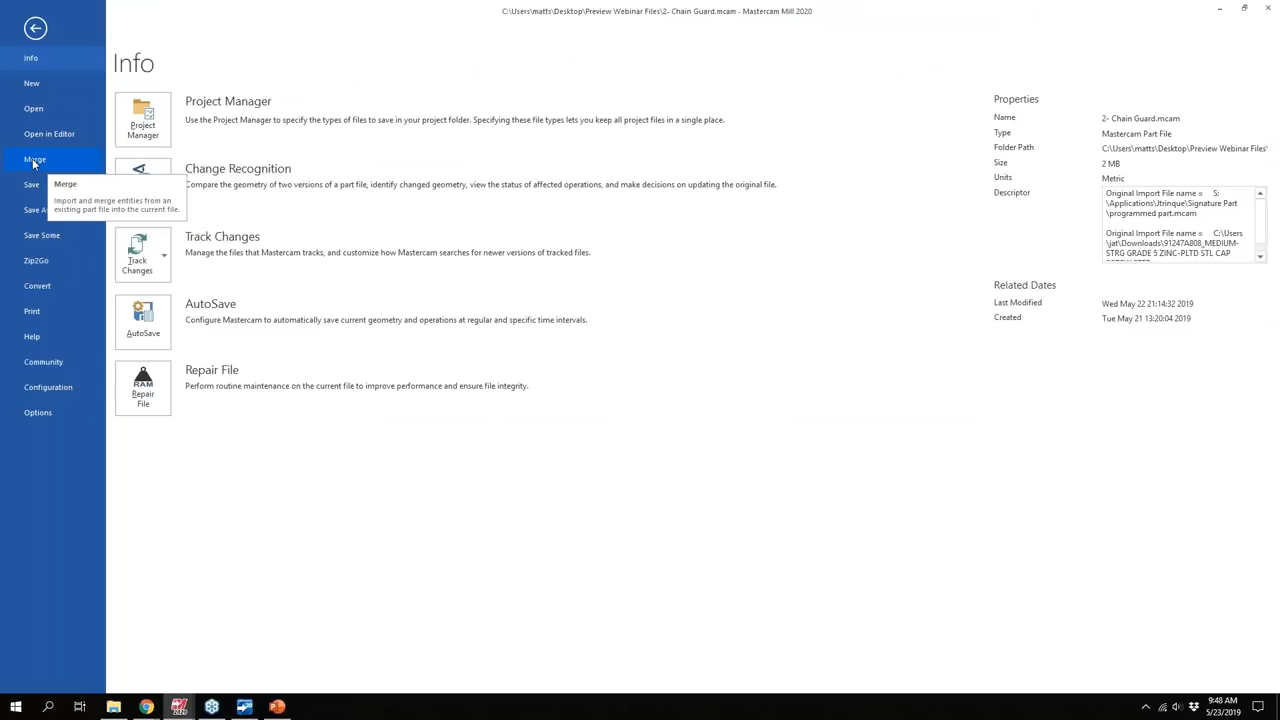 C:\Users\matts\Desktop\Preview Webinar Files\2- Chain Guard.mcam - Mastercam Mill 2020
Info
New
Open
Open in Editor
Merge
Save
Save As
Save Some
Zip2Go
Convert
Print
Help
Community
Configuration
Options
Merge
Import and merge entities from an
existing part file into the current file.
Info
Project
Manager
Project Manager
Use the Project Manager to specify the types of files to save in your project folder. Specifying these file types lets you keep all project files in a single place.
Change Recognition
Compare the geometry of two versions of a part file, identify changed geometry, view the status of affected operations, and make decisions on updating the original file.
Track
Changes
Track Changes
Manage the files that Mastercam tracks, and customize how Mastercam searches for newer versions of tracked files.
AutoSave
AutoSave
Configure Mastercam to automatically save current geometry and operations at regular and specific time intervals.
RAM
Repair
File
Repair File
Perform routine maintenance on the current file to improve performance and ensure file integrity.
Properties
Name 2- Chain Guard.mcam
Type Mastercam Part File
Folder Path C:\Users\matts\Desktop\Preview Webinar Files\
Size 2 MB
Units Metric
Descriptor Original Import File name = S:
\Applications\Utrinque\Signature Part
\programmed part.mcam
Original Import File name = C:\Users
\jat\Downloads\91247A808_MEDIUM-
STRG GRADE 5 ZINC-PLTD STL CAP
Related Dates
Last Modified Wed May 22 21:14:32 2019
Created Tue May 21 13:20:04 2019
9:48 AM
5/23/2019